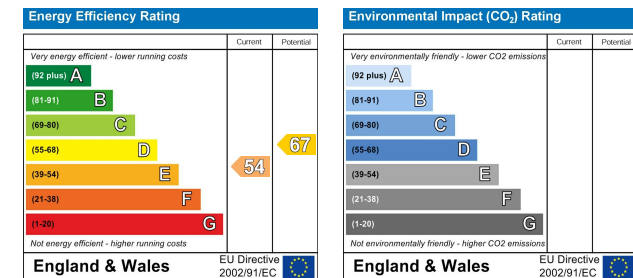 Energy Efficiency Rating
Current Potential
Very energy efficient - lower running costs
(92 plus) A
(81-91) B
(69-80) C
(55-68) D
(39-54) E
(21-38) F
(1-20) G
54
67
Not energy efficient - higher running costs
England & Wales
EU Directive
2002/91/EC
Environmental Impact (CO₂) Rating
Current Potential
Very environmentally friendly - lower CO2 emissions
(92 plus) A
(81-91) B
(69-80) C
(55-68) D
(39-54) E
(21-38) F
(1-20) G
Not environmentally friendly - higher CO2 emissions
England & Wales
EU Directive
2002/91/EC